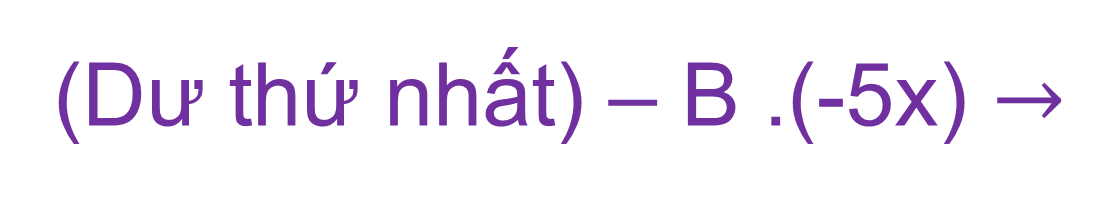 (Dư thứ nhất) – B .(-5x) →